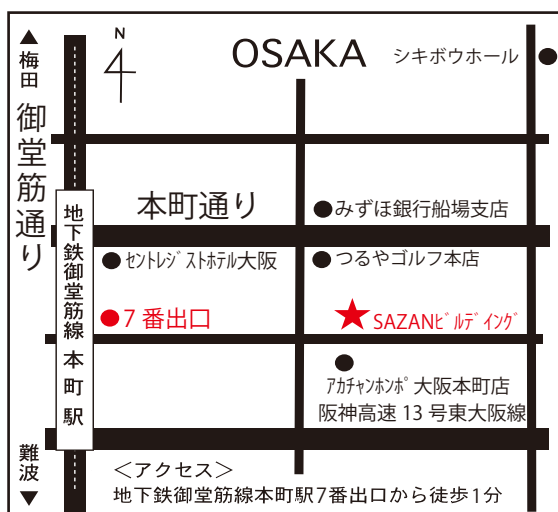 N
OSAKA
シキボウホール
▲梅田
御堂筋通り
本町通り
みずほ銀行船場支店
地下鉄御堂筋線 本町駅
セントレジストホテル大阪
つるやゴルフ本店
7番出口
★SAZANビルデイング
アカチャンホンポ大阪本町店
阪神高速13号東大阪線
難波▼
＜アクセス＞
地下鉄御堂筋線本町駅7番出口から徒歩1分